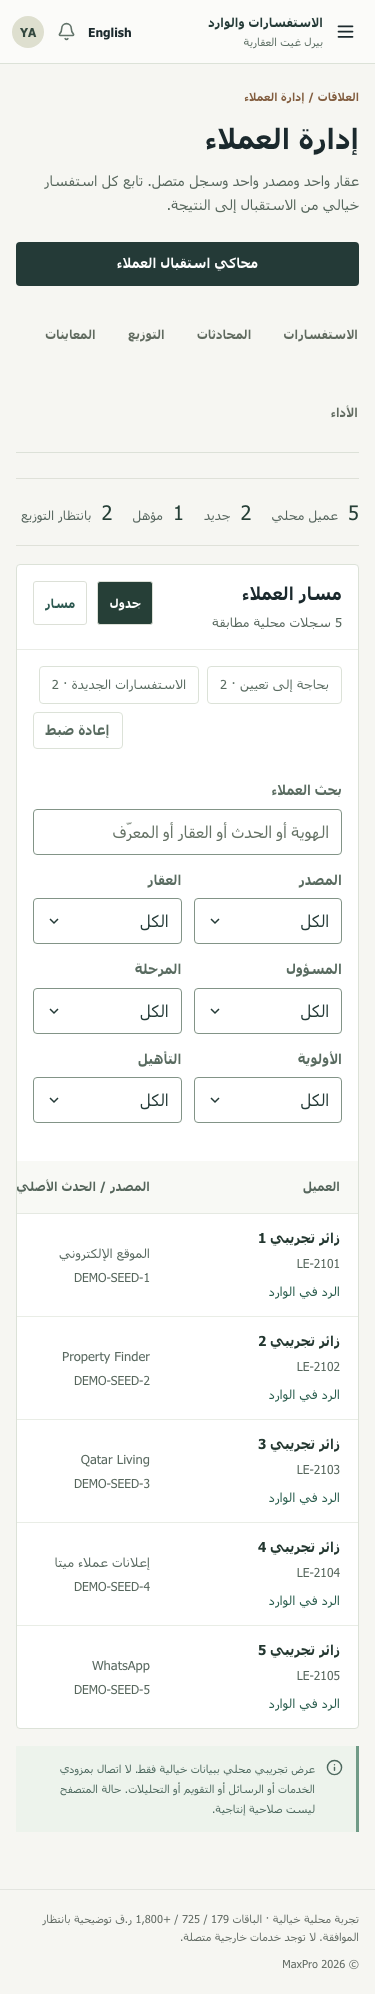 الاستفسارات والوارد
بيرل غيت العقارية
English
YA
العلاقات / إدارة العملاء
إدارة العملاء
عقار واحد ومصدر واحد وسجل متصل. تابع كل استفسار
خيالي من الاستقبال إلى النتيجة.
محاكي استقبال العملاء
الاستفسارات المحادثات التوزيع المعاينات
الأداء
5 عميل محلي 2 جديد 1 مؤهل 2 بانتظار التوزيع
مسار العملاء
5 سجلات محلية مطابقة
جدول مسار
بحاجة إلى تعيين · 2 الاستفسارات الجديدة · 2
إعادة ضبط
بحث العملاء
الهوية أو الحدث أو العقار أو المعرّف
المصدر العقار
الكل الكل
المسؤول المرحلة
الكل الكل
الأولوية التأهيل
الكل الكل
العميل المصدر / الحدث الأصلي
زائر تجريبي 1
LE-2101
الرد في الوارد
الموقع الإلكتروني
DEMO-SEED-1
زائر تجريبي 2
LE-2102
الرد في الوارد
Property Finder
DEMO-SEED-2
زائر تجريبي 3
LE-2103
الرد في الوارد
Qatar Living
DEMO-SEED-3
زائر تجريبي 4
LE-2104
الرد في الوارد
إعلانات عملاء ميتا
DEMO-SEED-4
زائر تجريبي 5
LE-2105
الرد في الوارد
WhatsApp
DEMO-SEED-5
عرض تجريبي محلي ببيانات خيالية فقط. لا اتصال بمزودي
الخدمات أو الرسائل أو التقويم أو التحليلات. حالة المتصفح
ليست صلاحية إنتاجية.
تجربة محلية خيالية · الباقات 179 / 725 / +1,800 ر.ق توضيحية بانتظار
الموافقة. لا توجد خدمات خارجية متصلة.
© 2026 MaxPro